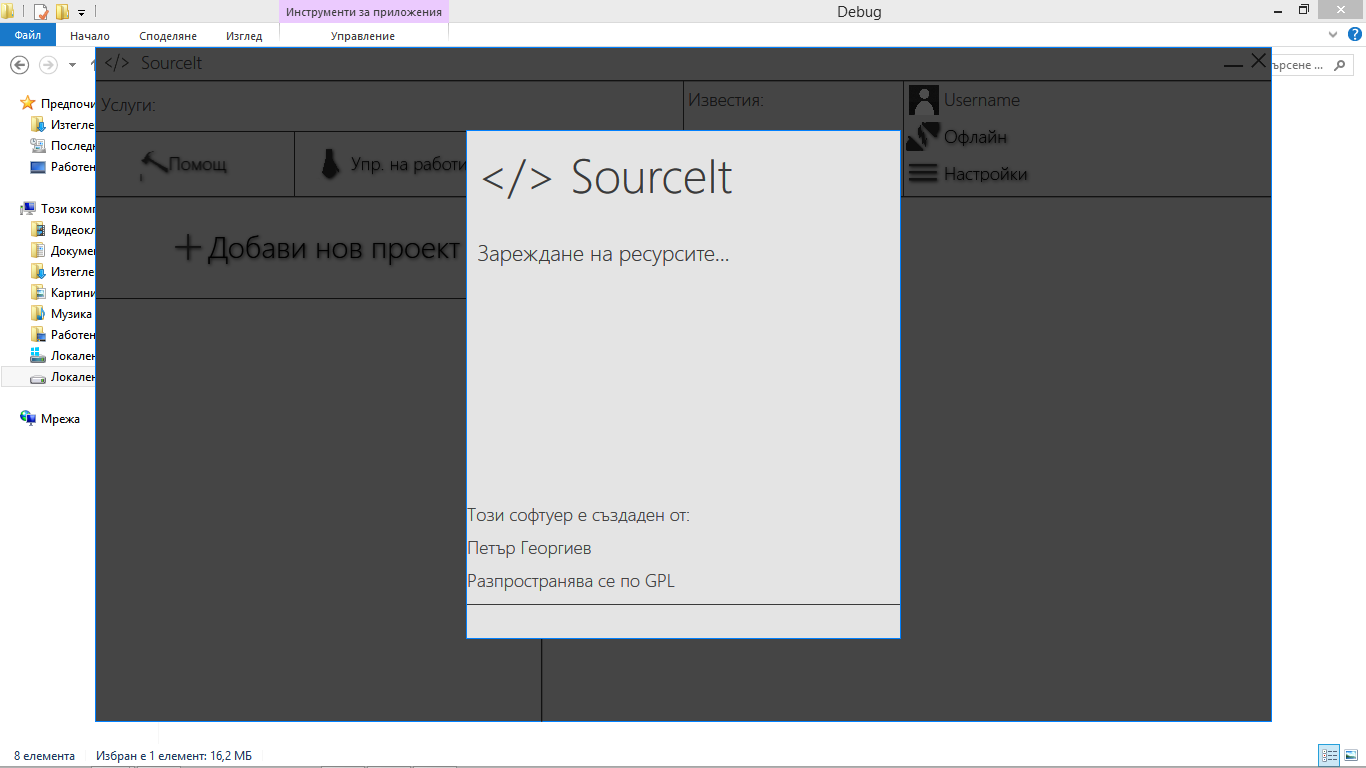 Инструменти за приложения
Debug
Файл
Начало
Споделяне
Изглед
Управление
</> SourceIt
Услуги:
Известия:
Username
Офлайн
Настройки
Помощ
Упр. на работи
Добави нов проект
</> SourceIt
Зареждане на ресурсите...
Този софтуер е създаден от:
Петър Георгиев
Разпространява се по GPL
ърсене ...
Предпочи
Изтегле
Последн
Работен
Този комп
Видеокл
Докумен
Изтегле
Картини
Музика
Работен
Локален
Локален
Мрежа
8 елемента
Избран е 1 елемент: 16,2 МБ